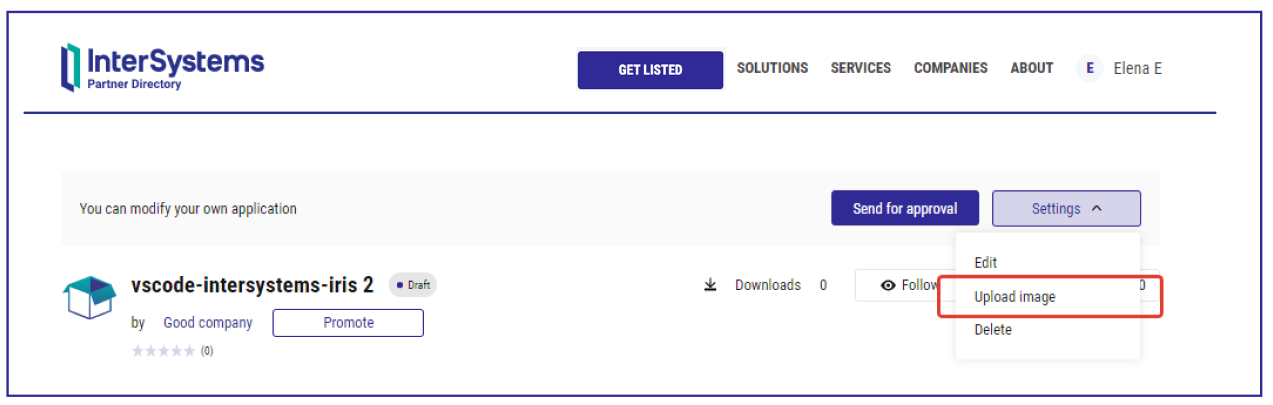 InterSystems
Partner Directory
GET LISTED SOLUTIONS SERVICES COMPANIES ABOUT E Elena E
You can modify your own application Send for approval Settings
Edit
vscode-intersystems-iris 2 Draft Downloads 0 Follow 0
Upload image
by Good company Promote
Delete
(0)